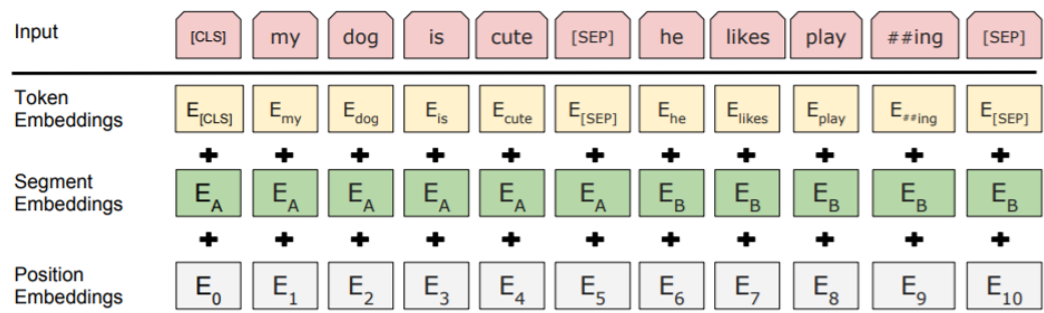 Input [CLS] my dog is cute [SEP] he likes play ##ing [SEP]
Token
Embeddings E[CLS] Emy Edog Eis Ecute E[SEP] Ehe Elikes Eplay E##ing E[SEP]
+ + + + + + + + + + +
Segment
Embeddings EA EA EA EA EA EA EB EB EB EB EB
+ + + + + + + + + + +
Position
Embeddings E0 E1 E2 E3 E4 E5 E6 E7 E8 E9 E10